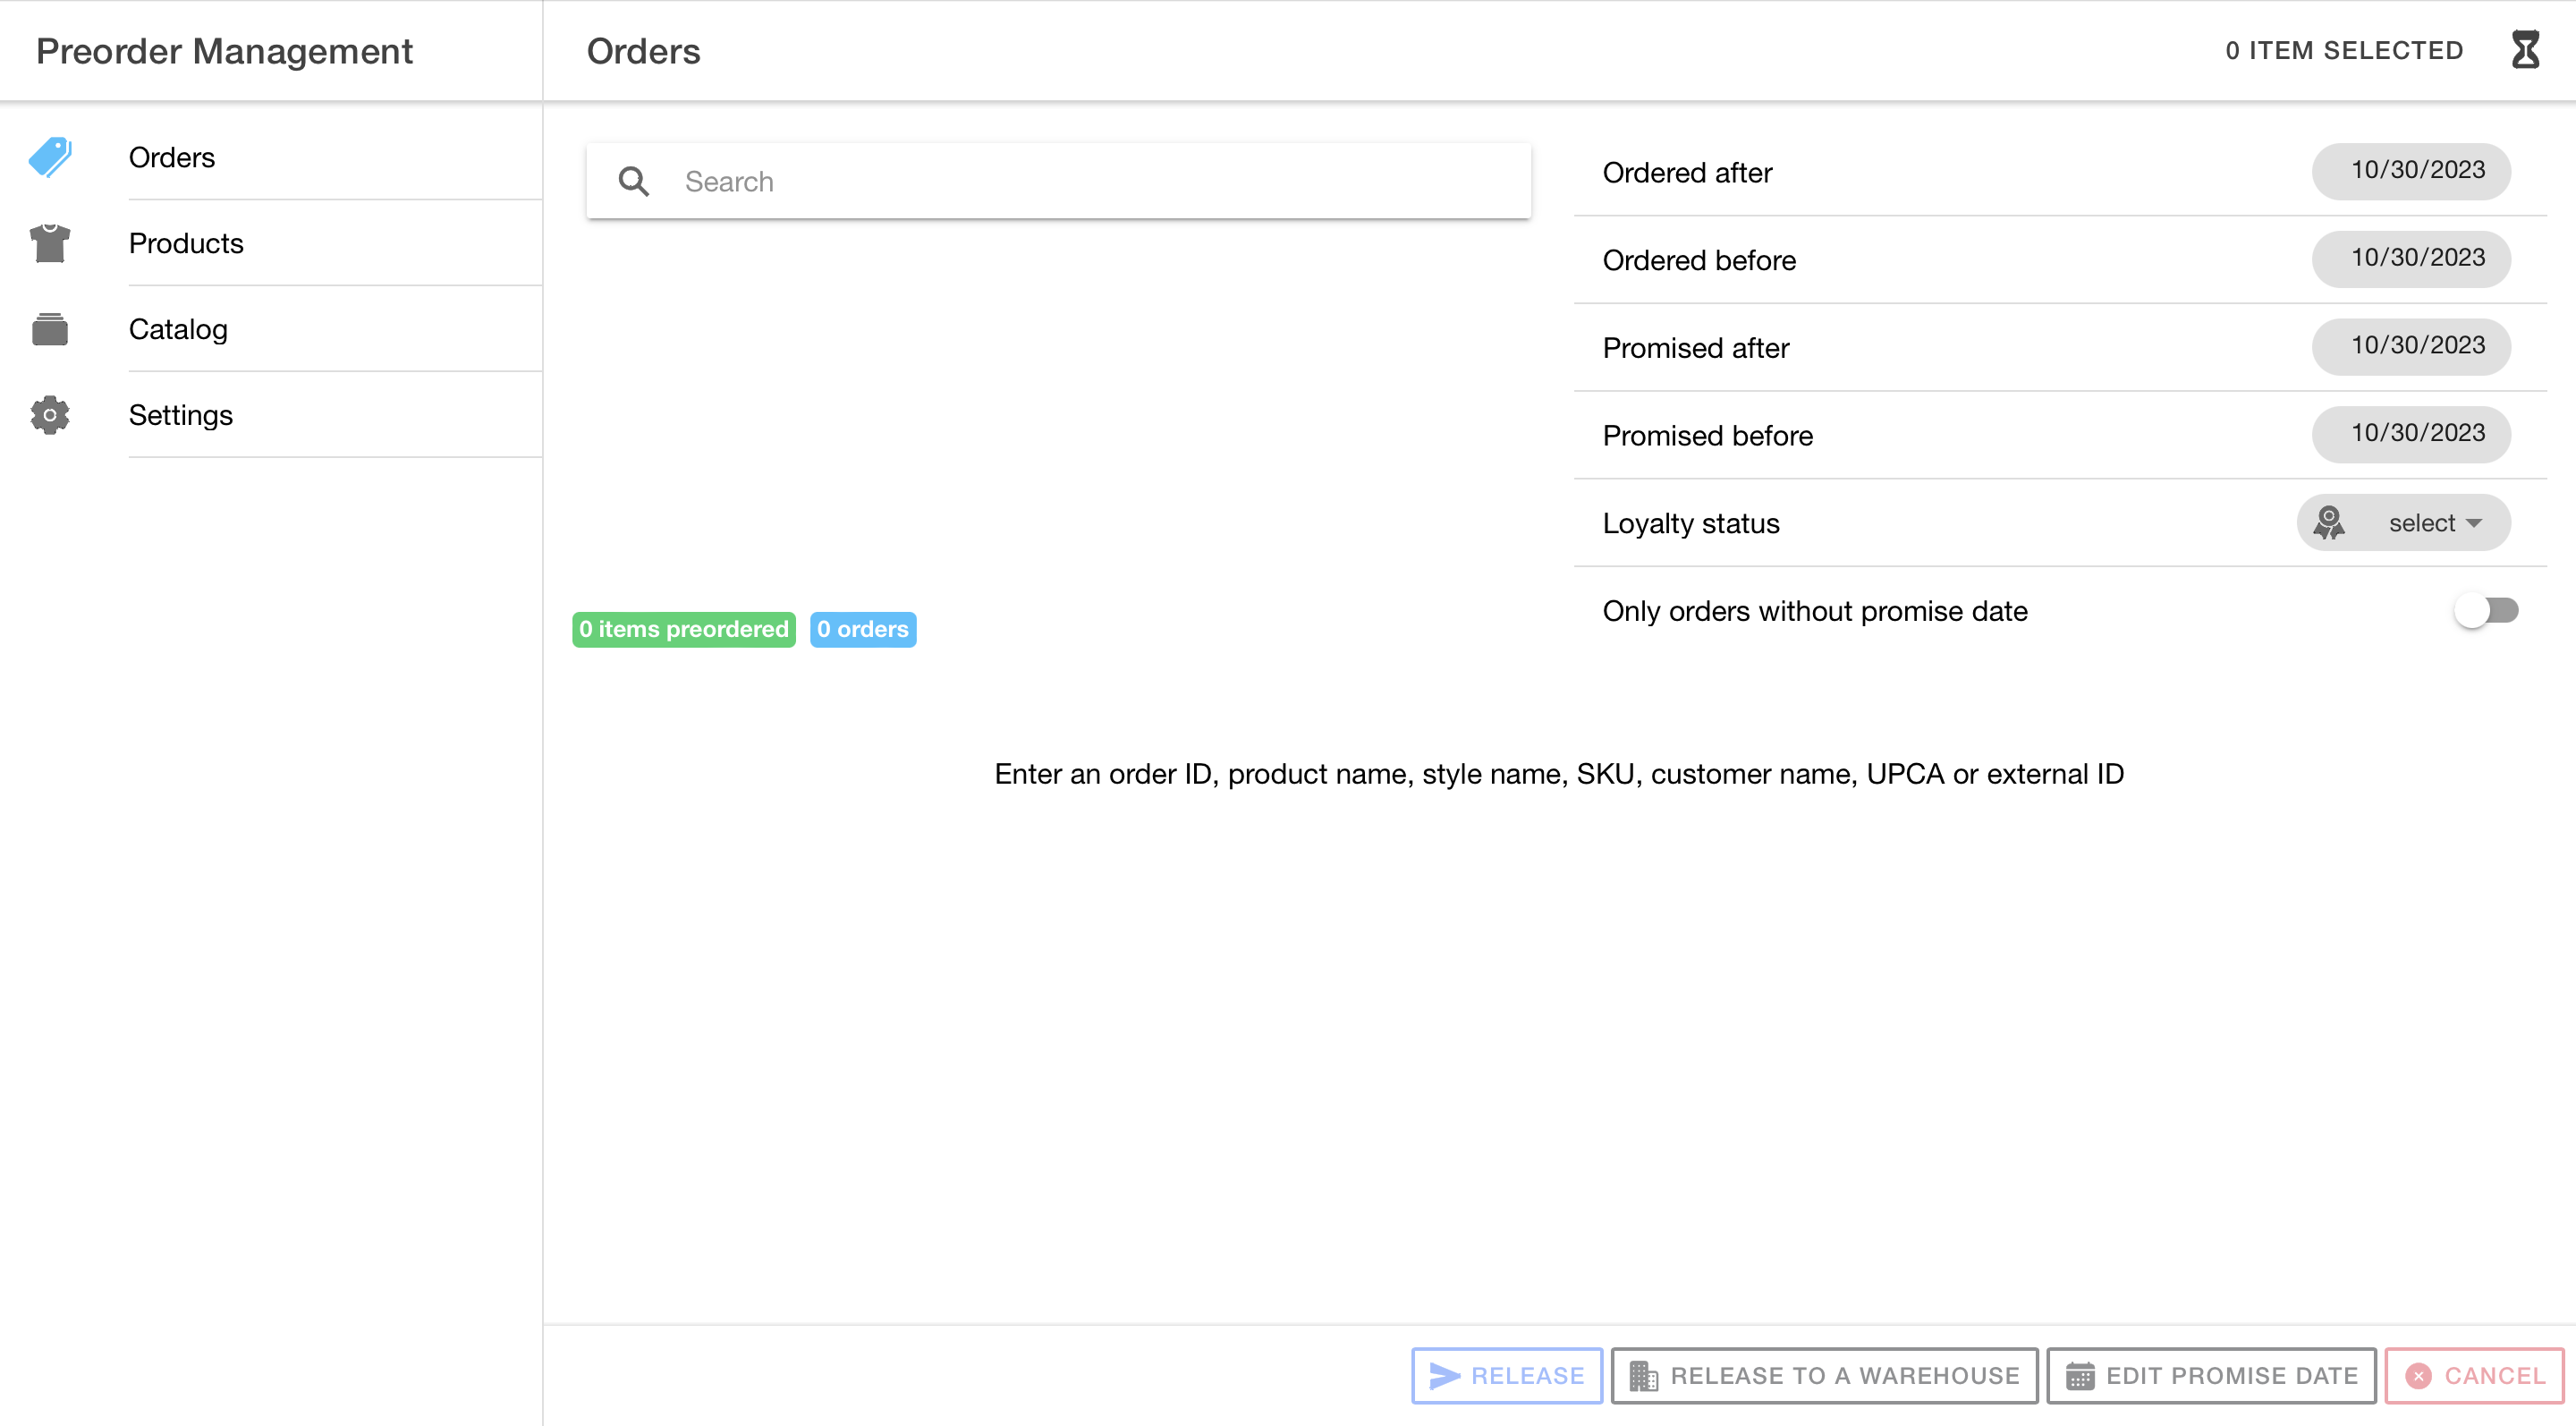 Preorder Management
Orders
0 ITEM SELECTED
Orders
Products
Catalog
Settings
Search
Ordered after
10/30/2023
Ordered before
10/30/2023
Promised after
10/30/2023
Promised before
10/30/2023
Loyalty status
select
Only orders without promise date
0 items preordered
0 orders
Enter an order ID, product name, style name, SKU, customer name, UPCA or external ID
RELEASE
RELEASE TO A WAREHOUSE
EDIT PROMISE DATE
CANCEL